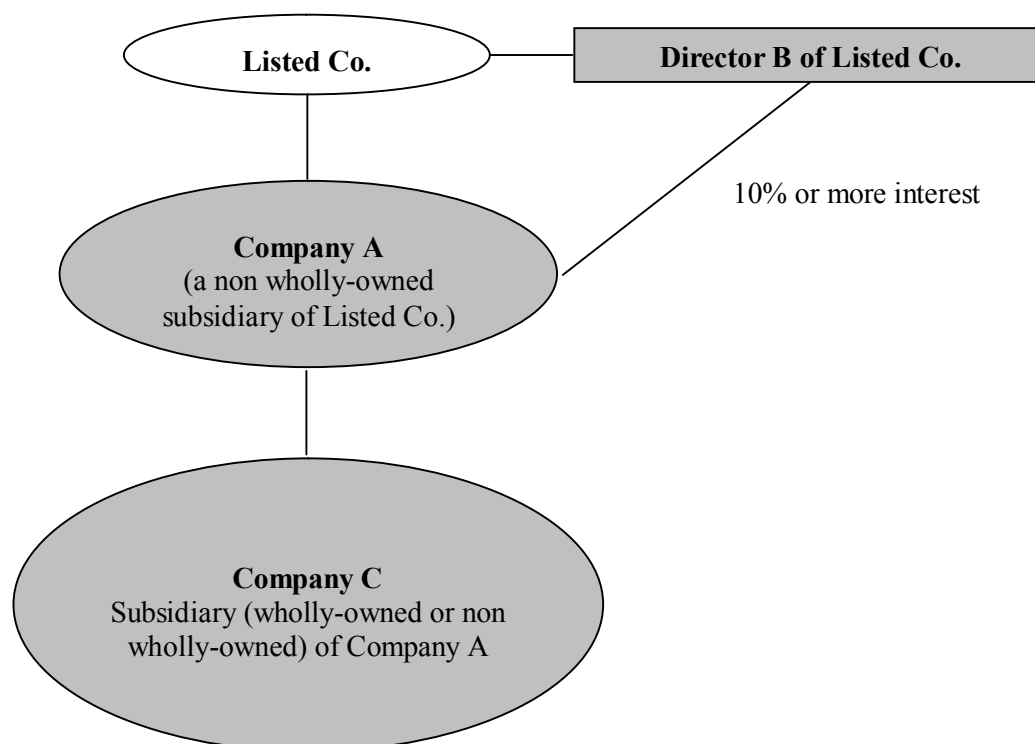 Listed Co.
Director B of Listed Co.
10% or more interest
Company A
(a non wholly-owned
subsidiary of Listed Co.)
Company C
Subsidiary (wholly-owned or non
wholly-owned) of Company A